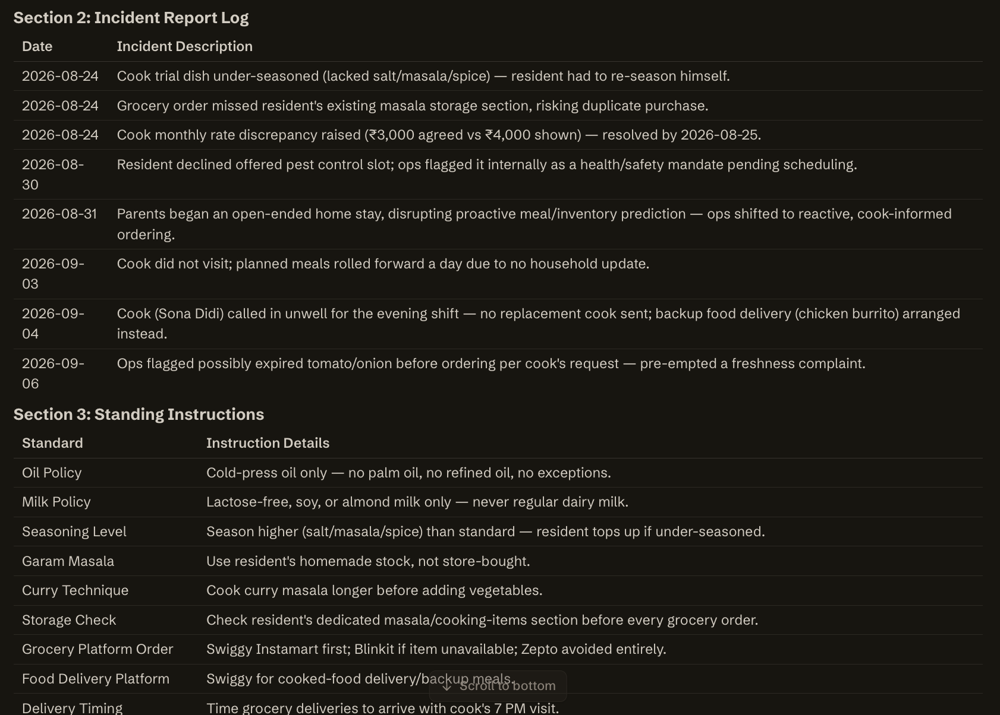 Section 2: Incident Report Log
Date Incident Description
2026-08-24 Cook trial dish under-seasoned (lacked salt/masala/spice) — resident had to re-season himself.
2026-08-24 Grocery order missed resident's existing masala storage section, risking duplicate purchase.
2026-08-24 Cook monthly rate discrepancy raised (₹3,000 agreed vs ₹4,000 shown) — resolved by 2026-08-25.
2026-08- Resident declined offered pest control slot; ops flagged it internally as a health/safety mandate pending scheduling.
30
2026-08-31 Parents began an open-ended home stay, disrupting proactive meal/inventory prediction — ops shifted to reactive, cook-informed
ordering.
2026-09- Cook did not visit; planned meals rolled forward a day due to no household update.
03
2026-09- Cook (Sona Didi) called in unwell for the evening shift — no replacement cook sent; backup food delivery (chicken burrito) arranged
04 instead.
2026-09- Ops flagged possibly expired tomato/onion before ordering per cook's request — pre-empted a freshness complaint.
06
Section 3: Standing Instructions
Standard Instruction Details
Oil Policy Cold-press oil only — no palm oil, no refined oil, no exceptions.
Milk Policy Lactose-free, soy, or almond milk only — never regular dairy milk.
Seasoning Level Season higher (salt/masala/spice) than standard — resident tops up if under-seasoned.
Garam Masala Use resident's homemade stock, not store-bought.
Curry Technique Cook curry masala longer before adding vegetables.
Storage Check Check resident's dedicated masala/cooking-items section before every grocery order.
Grocery Platform Order Swiggy Instamart first; Blinkit if item unavailable; Zepto avoided entirely.
Food Delivery Platform Swiggy for cooked-food delivery/backup meals.
↓ Scroll to bottom
Delivery Timing Time grocery deliveries to arrive with cook's 7 PM visit.